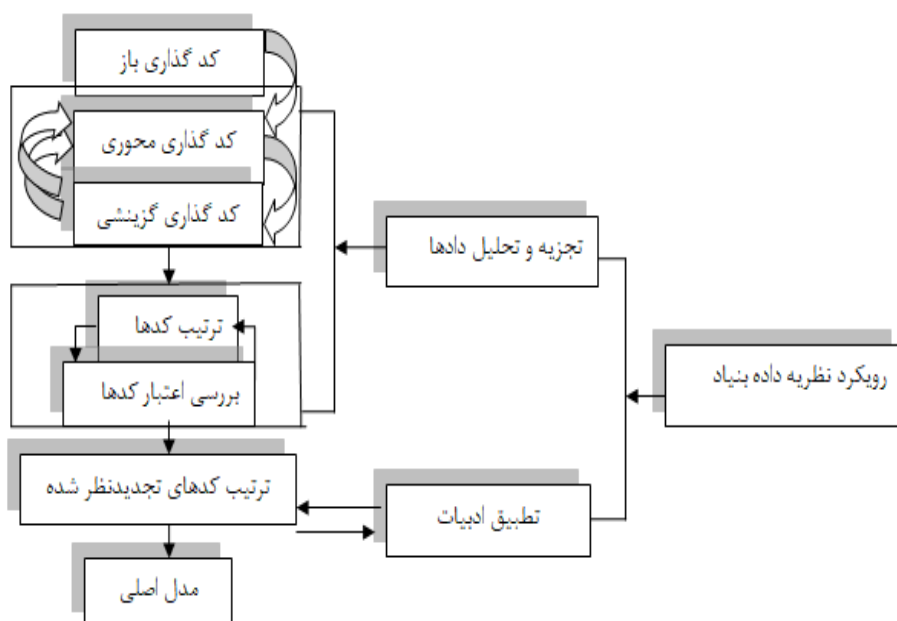 کد گذاری باز
کد گذاری محوری
کد گذاری گزینشی
تجزیه و تحلیل دادها
ترتیب کدها
رویکرد نظریه داده بنیاد
بررسی اعتبار کدها
ترتیب کدهای تجدیدنظر شده
تطبیق ادبیات
مدل اصلی